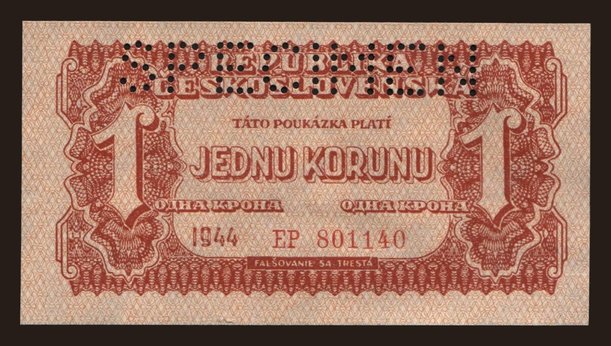 SPECIMEN
REPUBLIKA
ČESKOSLOVENSKÁ
TÁTO POUKÁZKA PLATÍ
1 JEDNU KORUNU 1
ОДНА КРОНА ОДНА КРОНА
1944 EP 801140
FALŠOVANIE SA TRESTÁ